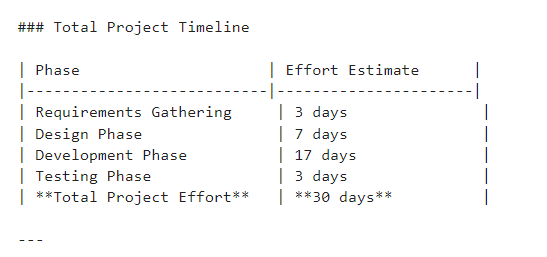 ### Total Project Timeline
| Phase                     | Effort Estimate      |
|---------------------------|----------------------|
| Requirements Gathering     | 3 days               |
| Design Phase               | 7 days               |
| Development Phase          | 17 days              |
| Testing Phase              | 3 days               |
| **Total Project Effort**   | **30 days**          |
---